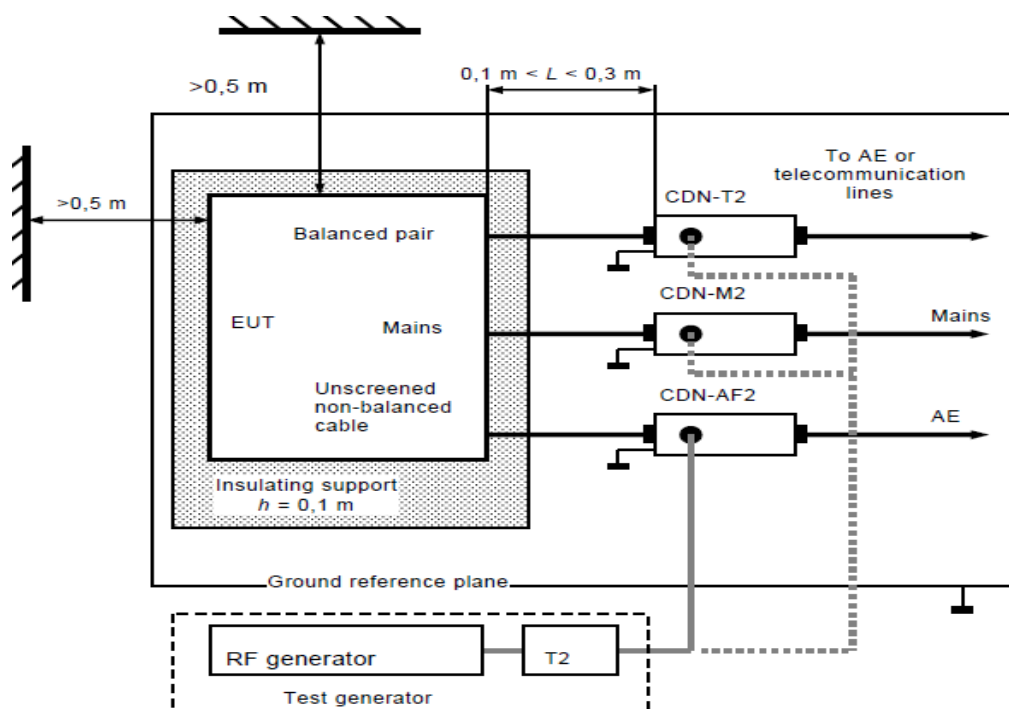 0,1 m < L < 0,3 m
>0,5 m
>0,5 m
To AE or
telecommunication
lines
CDN-T2
Balanced pair
CDN-M2
EUT
Mains
Mains
Unscreened
non-balanced
cable
CDN-AF2
AE
Insulating support
h = 0,1 m
Ground reference plane
RF generator
T2
Test generator